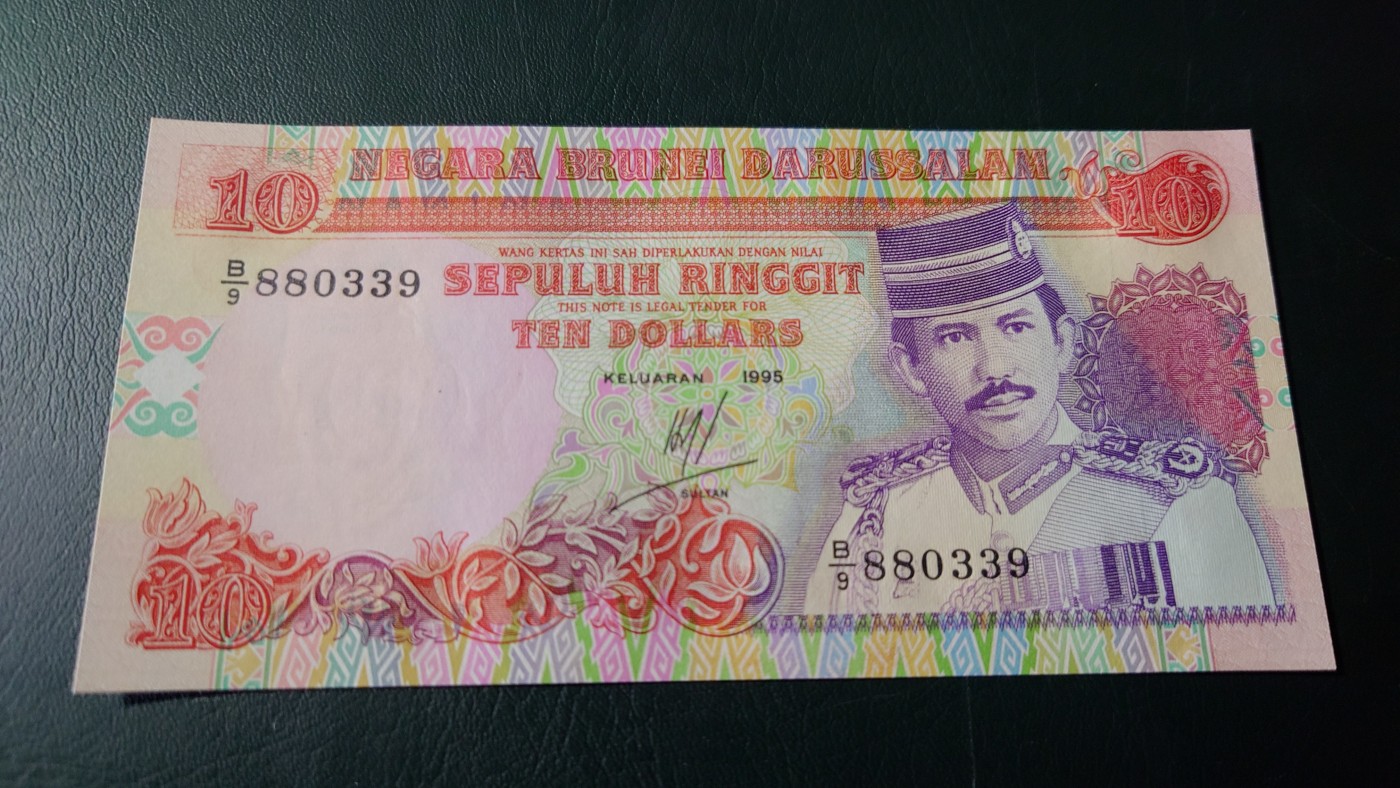 10 NEGARA BRUNEI DARUSSALAM 10
WANG KERTAS INI SAH DIPERLAKUKAN DENGAN NILAI
B/9 880339
SEPULUH RINGGIT
THIS NOTE IS LEGAL TENDER FOR
TEN DOLLARS
KELUARAN 1995
SULTAN
B/9 880339
10